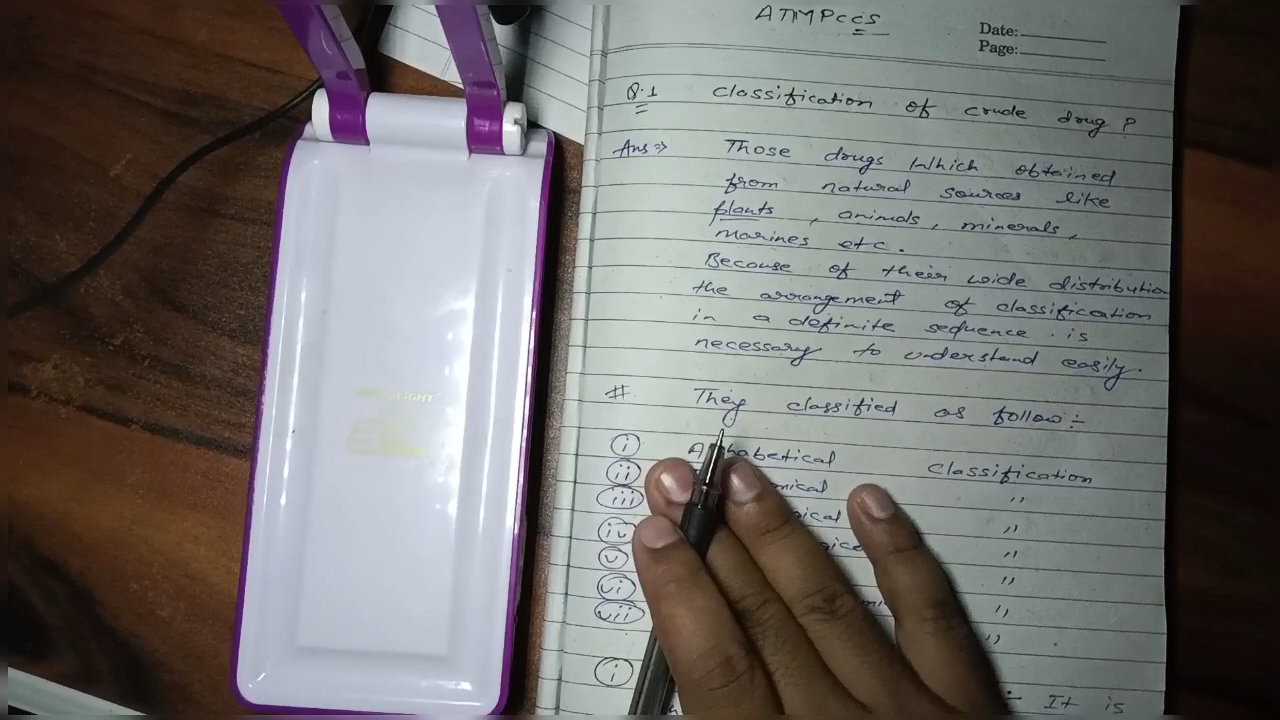 ATMPccs
Date:
Page:
Q.1 classification of crude drug ?
Ans⇒ Those drugs which obtained
from natural sources like
plants, animals, minerals,
marines etc.
Because of their wide distribution
the arrangement of classification
in a definite sequence is
necessary to understand easily.
# They classified as follow:-
(i) Alphabetical Classification
(ii) ,,
(iii) ,,
(iv) ,,
(v) ,,
(vi) ,,
(vii) ,,
(i) It is
LIGHT